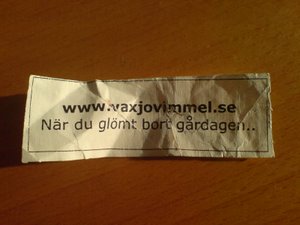 www.vaxjovimmel.se
När du glömt bort gårdagen..